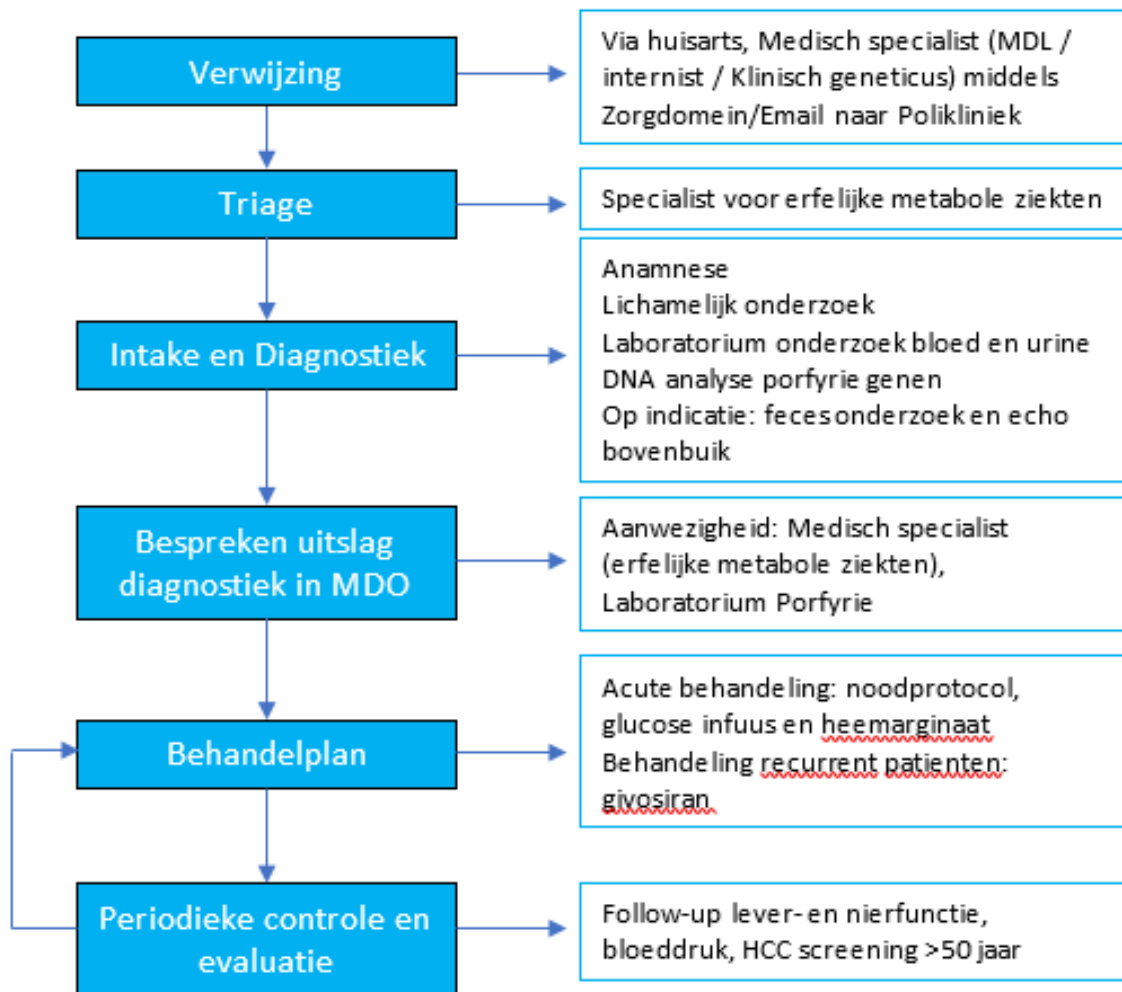 Verwijzing
Via huisarts, Medisch specialist (MDL /
internist / Klinisch geneticus) middels
Zorgdomein/Email naar Polikliniek
Triage
Specialist voor erfelijke metabole ziekten
Intake en Diagnostiek
Anamnese
Lichamelijk onderzoek
Laboratorium onderzoek bloed en urine
DNA analyse porfyrie genen
Op indicatie: feces onderzoek en echo
bovenbuik
Bespreken uitslag
diagnostiek in MDO
Aanwezigheid: Medisch specialist
(erfelijke metabole ziekten),
Laboratorium Porfyrie
Behandelplan
Acute behandeling: noodprotocol,
glucose infuus en heemarginaat
Behandeling recurrent patienten:
givosiran
Periodieke controle en
evaluatie
Follow-up lever- en nierfunctie,
bloeddruk, HCC screening >50 jaar